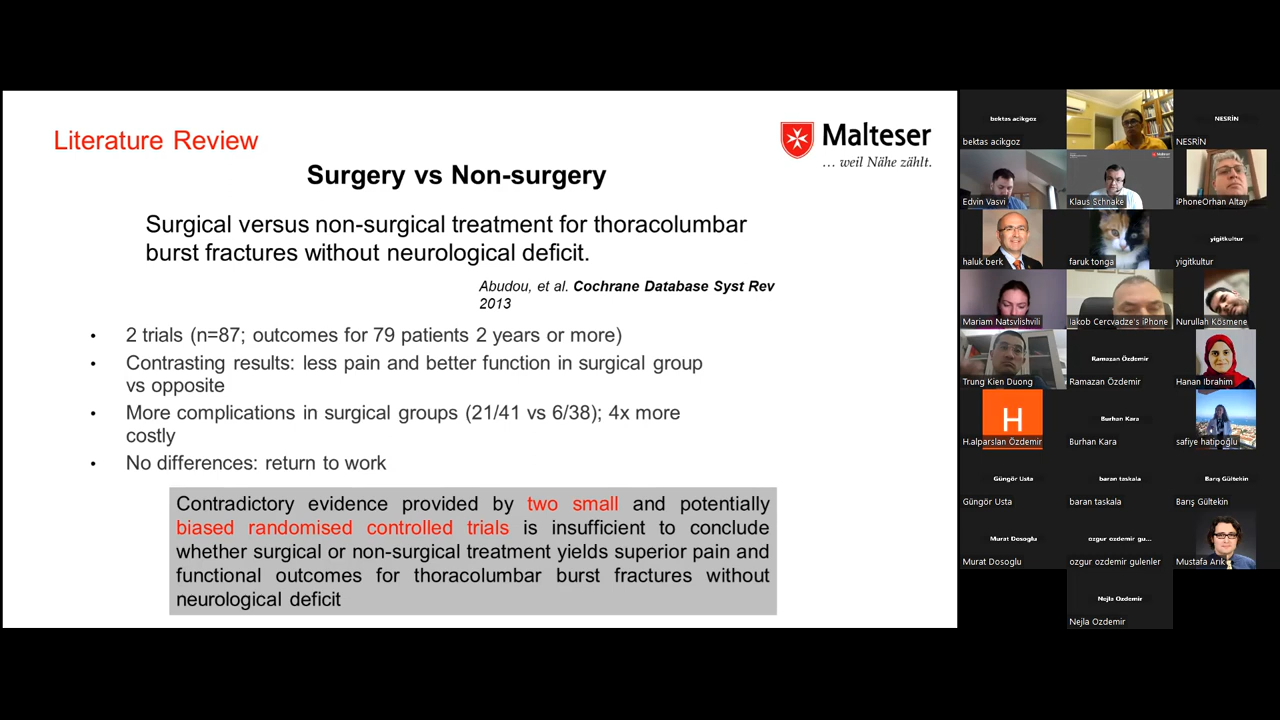 Literature Review
Malteser
... weil Nähe zählt.
Surgery vs Non-surgery
Surgical versus non-surgical treatment for thoracolumbar
burst fractures without neurological deficit.
Abudou, et al. Cochrane Database Syst Rev
2013
• 2 trials (n=87; outcomes for 79 patients 2 years or more)
• Contrasting results: less pain and better function in surgical group
vs opposite
• More complications in surgical groups (21/41 vs 6/38); 4x more
costly
• No differences: return to work
Contradictory evidence provided by two small and potentially
biased randomised controlled trials is insufficient to conclude
whether surgical or non-surgical treatment yields superior pain and
functional outcomes for thoracolumbar burst fractures without
neurological deficit
bektas acikgoz
bektas acikgoz
NESRİN
NESRİN
Edvin Vasvi
Malteser
Klaus Schnake
iPhoneOrhan Altay
haluk berk
faruk tonga
yigitkultur
yigitkultur
Mariam Natsvlishvili
Iakob Cercvadze's iPhone
Nurullah Kösmene
Trung Kien Duong
Ramazan Özdemir
Ramazan Özdemir
Hanan Ibrahim
H
H.alparslan Özdemir
Burhan Kara
Burhan Kara
safiye hatipoğlu
Güngör Usta
Güngör Usta
baran taskala
baran taskala
Barış Gültekin
Barış Gültekin
Murat Dosoglu
Murat Dosoglu
ozgur ozdemir gu...
ozgur ozdemir gulenler
Mustafa Arık
Nejla Ozdemir
Nejla Ozdemir